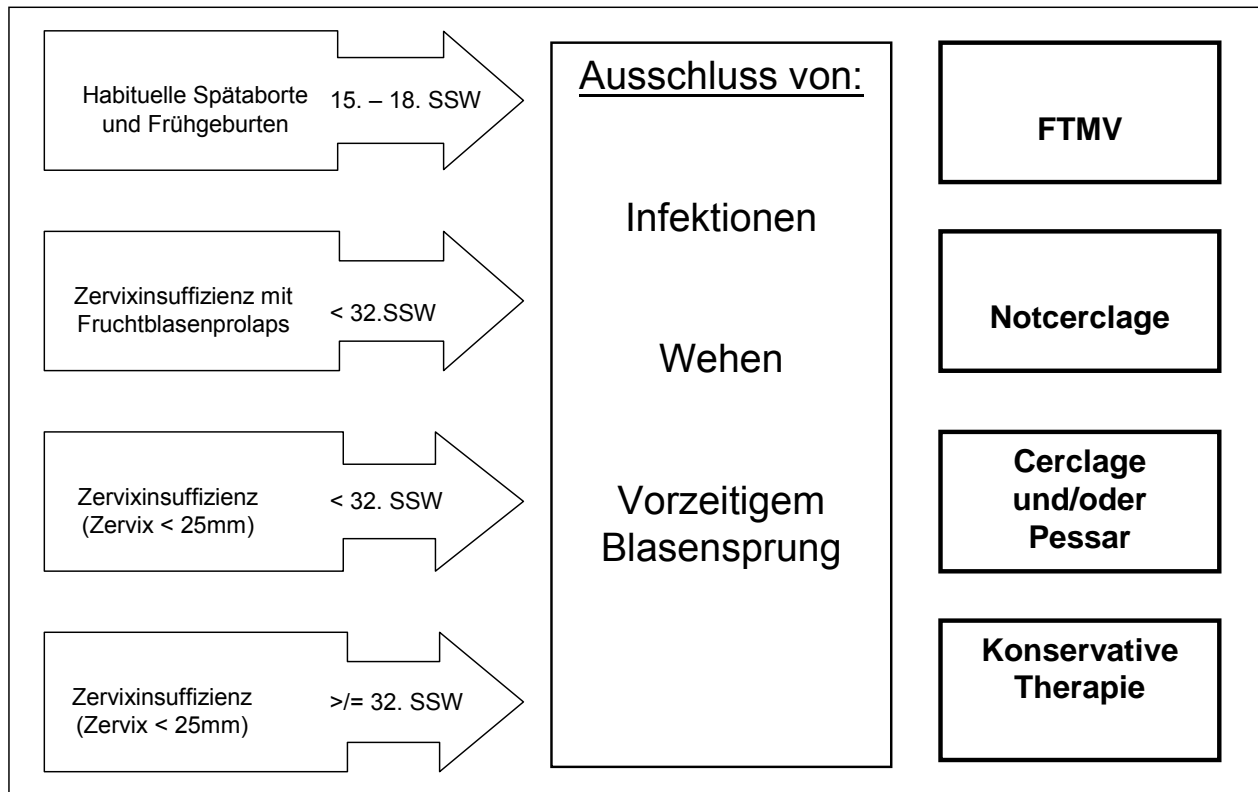 Habituelle Spätaborte
und Frühgeburten
15. – 18. SSW
Zervixinsuffizienz mit
Fruchtblasenprolaps
< 32.SSW
Zervixinsuffizienz
(Zervix < 25mm)
< 32. SSW
Zervixinsuffizienz
(Zervix < 25mm)
>/= 32. SSW
Ausschluss von:
Infektionen
Wehen
Vorzeitigem
Blasensprung
FTMV
Notcerclage
Cerclage
und/oder
Pessar
Konservative
Therapie